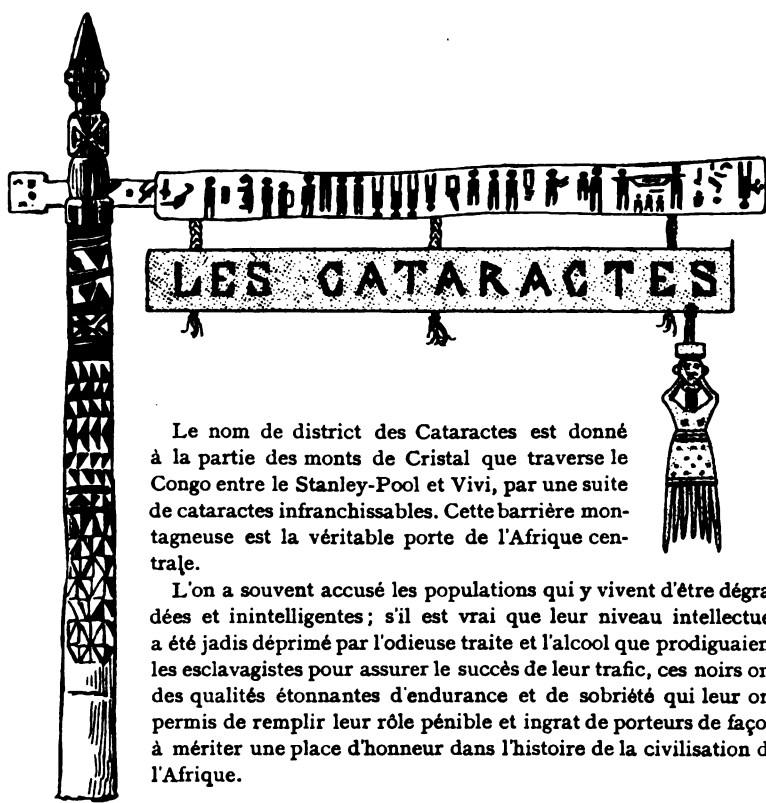 LES CATARACTES
Le nom de district des Cataractes est donné
à la partie des monts de Cristal que traverse le
Congo entre le Stanley-Pool et Vivi, par une suite
de cataractes infranchissables. Cette barrière mon-
tagneuse est la véritable porte de l'Afrique cen-
trale.
L'on a souvent accusé les populations qui y vivent d'être dégra
dées et inintelligentes ; s'il est vrai que leur niveau intellectue
a été jadis déprimé par l'odieuse traite et l'alcool que prodiguaien
les esclavagistes pour assurer le succès de leur trafic, ces noirs on
des qualités étonnantes d'endurance et de sobriété qui leur on
permis de remplir leur rôle pénible et ingrat de porteurs de faço
à mériter une place d'honneur dans l'histoire de la civilisation d
l'Afrique.